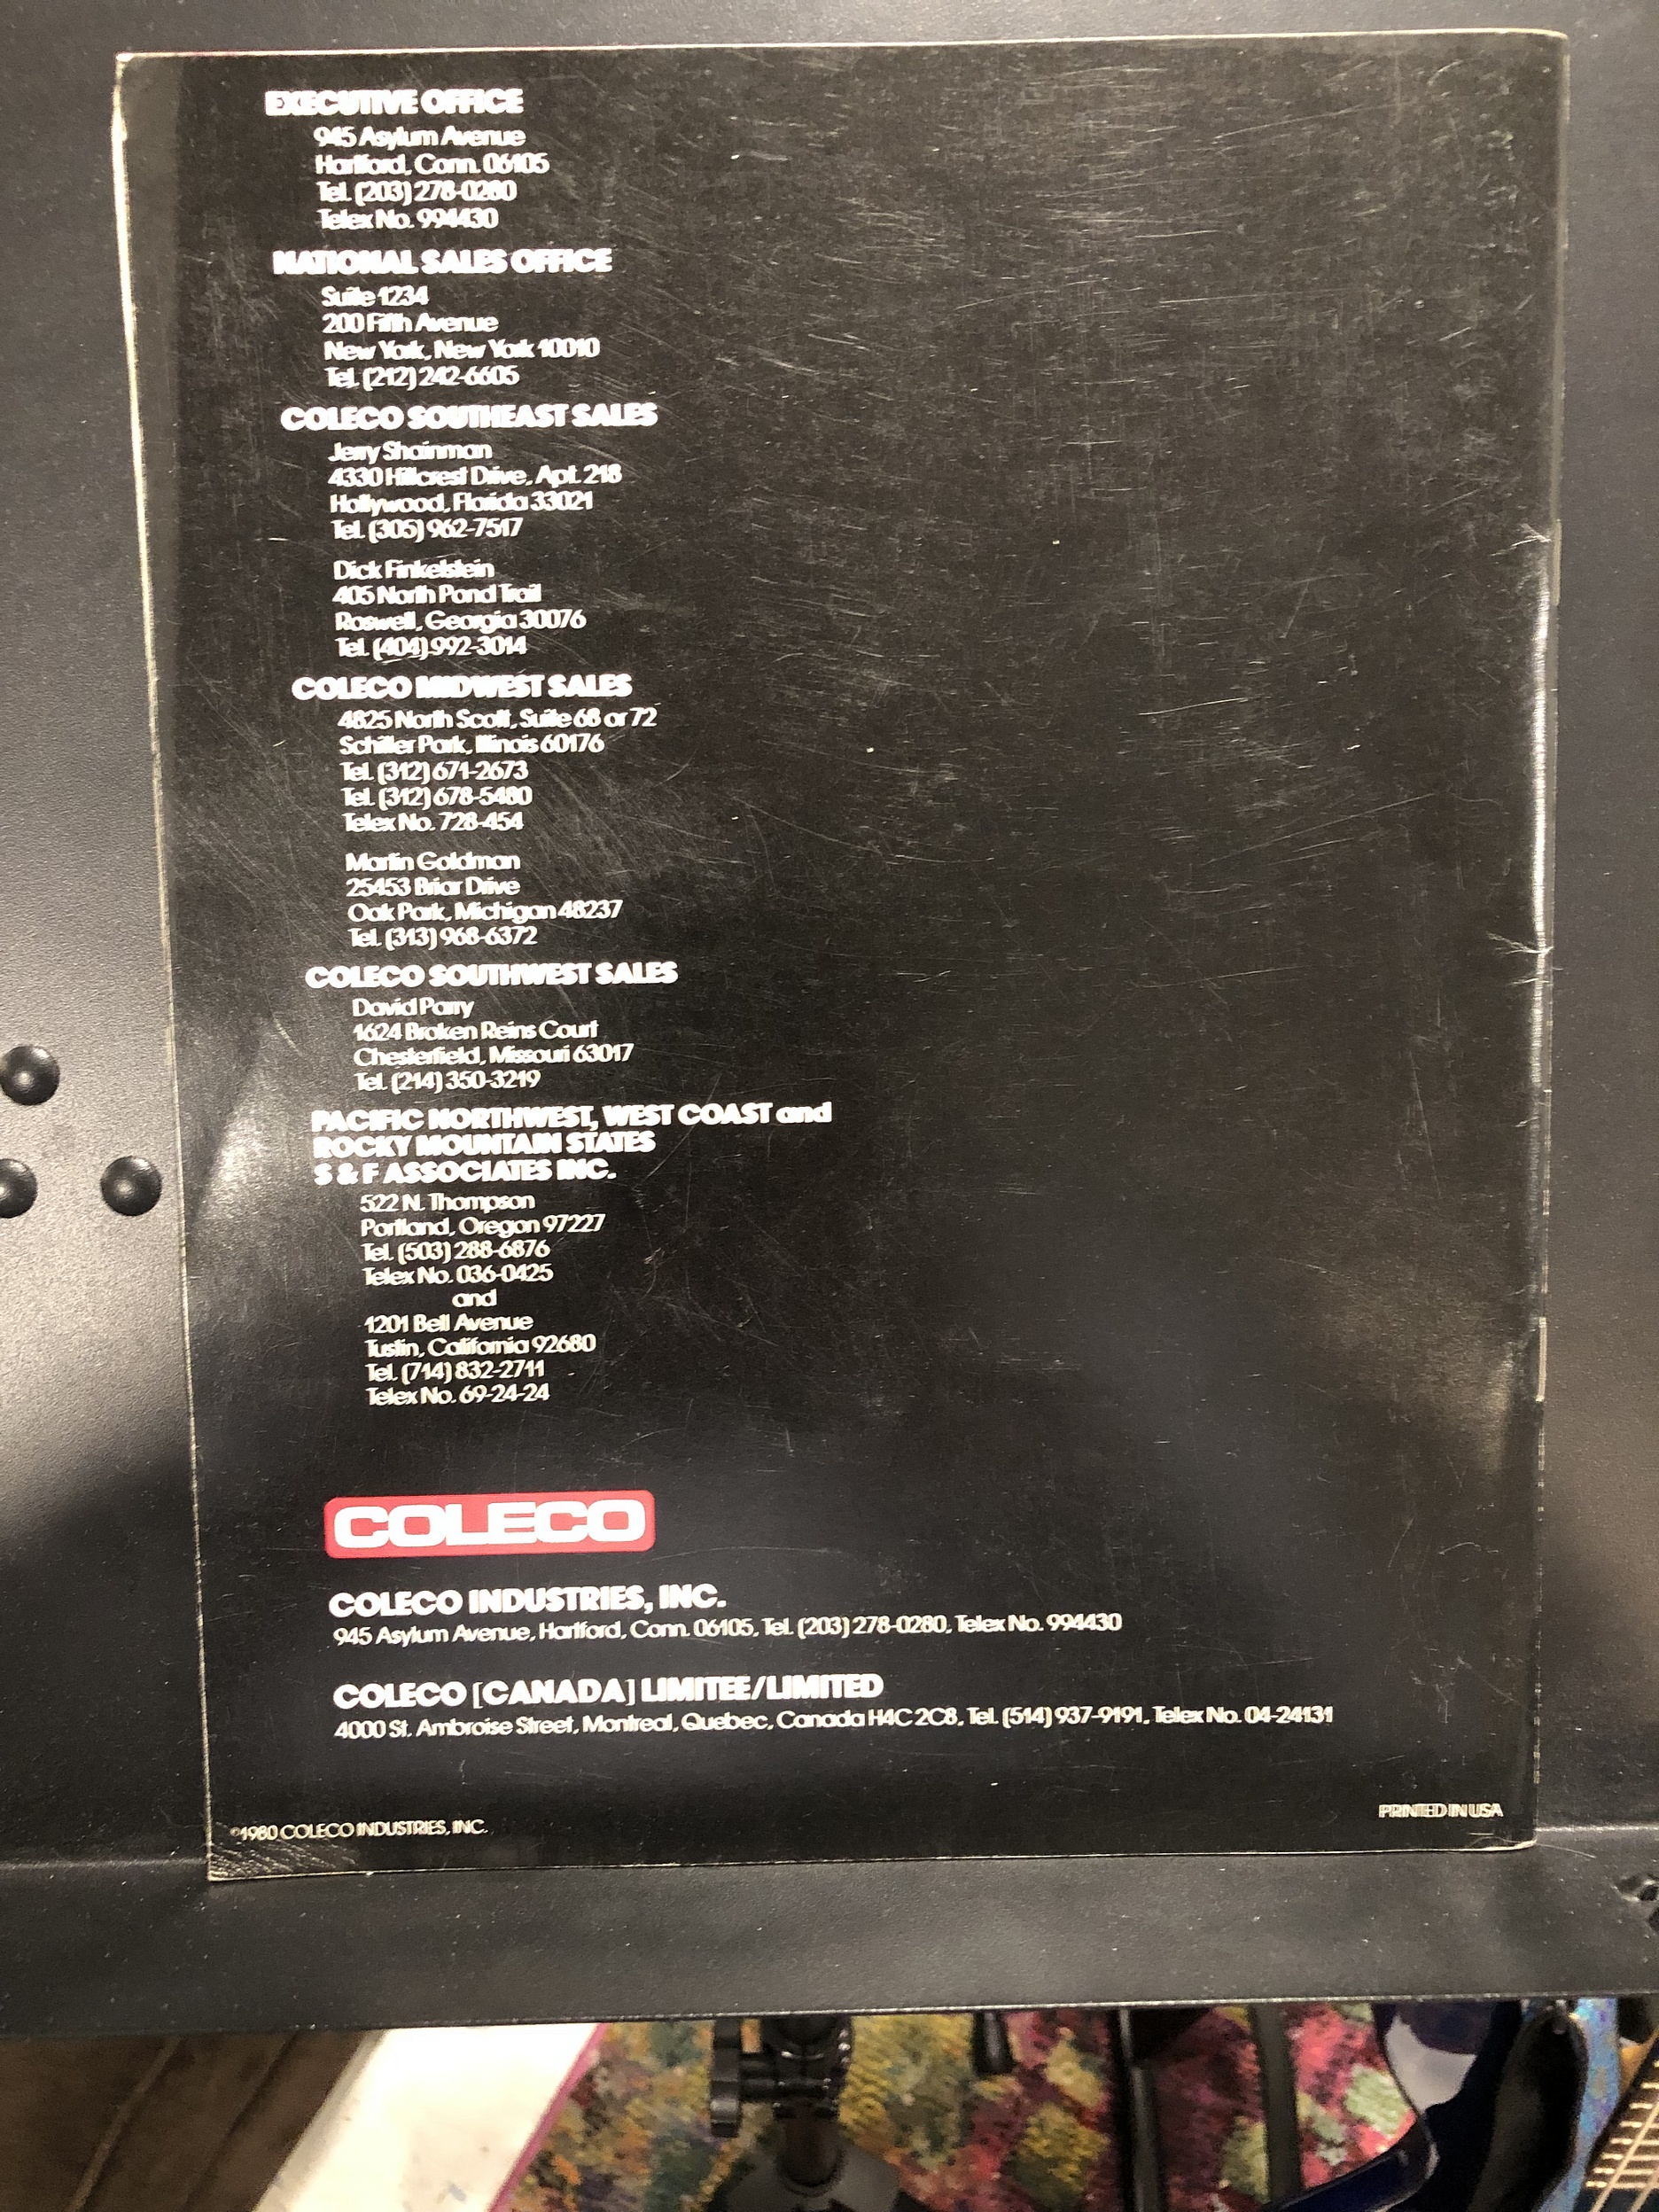 EXECUTIVE OFFICE
945 Asylum Avenue
Hartford, Conn. 06105
Tel. (203) 278-0280
Telex No. 994430
NATIONAL SALES OFFICE
Suite 1234
200 Fifth Avenue
New York, New York 10010
Tel. (212) 242-6605
COLECO SOUTHEAST SALES
Jerry Shainman
4330 Hillcrest Drive, Apt. 218
Hollywood, Florida 33021
Tel. (305) 962-7517
Dick Finkelstein
405 North Pond Trail
Roswell, Georgia 30076
Tel. (404) 992-3014
COLECO MIDWEST SALES
4825 North Scott, Suite 68 or 72
Schiller Park, Illinois 60176
Tel. (312) 671-2673
Tel. (312) 678-5480
Telex No. 728-454
Martin Goldman
25453 Briar Drive
Oak Park, Michigan 48237
Tel. (313) 968-6372
COLECO SOUTHWEST SALES
David Parry
1624 Broken Reins Court
Chesterfield, Missouri 63017
Tel. (214) 350-3219
PACIFIC NORTHWEST, WEST COAST and
ROCKY MOUNTAIN STATES
S & F ASSOCIATES INC.
522 N. Thompson
Portland, Oregon 97227
Tel. (503) 288-6876
Telex No. 036-0425
and
1201 Bell Avenue
Tustin, California 92680
Tel. (714) 832-2711
Telex No. 69-24-24
COLECO
COLECO INDUSTRIES, INC.
945 Asylum Avenue, Hartford, Conn. 06105, Tel. (203) 278-0280, Telex No. 994430
COLECO [CANADA] LIMITEE/LIMITED
4000 St. Ambroise Street, Montreal, Quebec, Canada H4C 2C8, Tel. (514) 937-9191, Telex No. 04-24131
©1980 COLECO INDUSTRIES, INC.
PRINTED IN USA